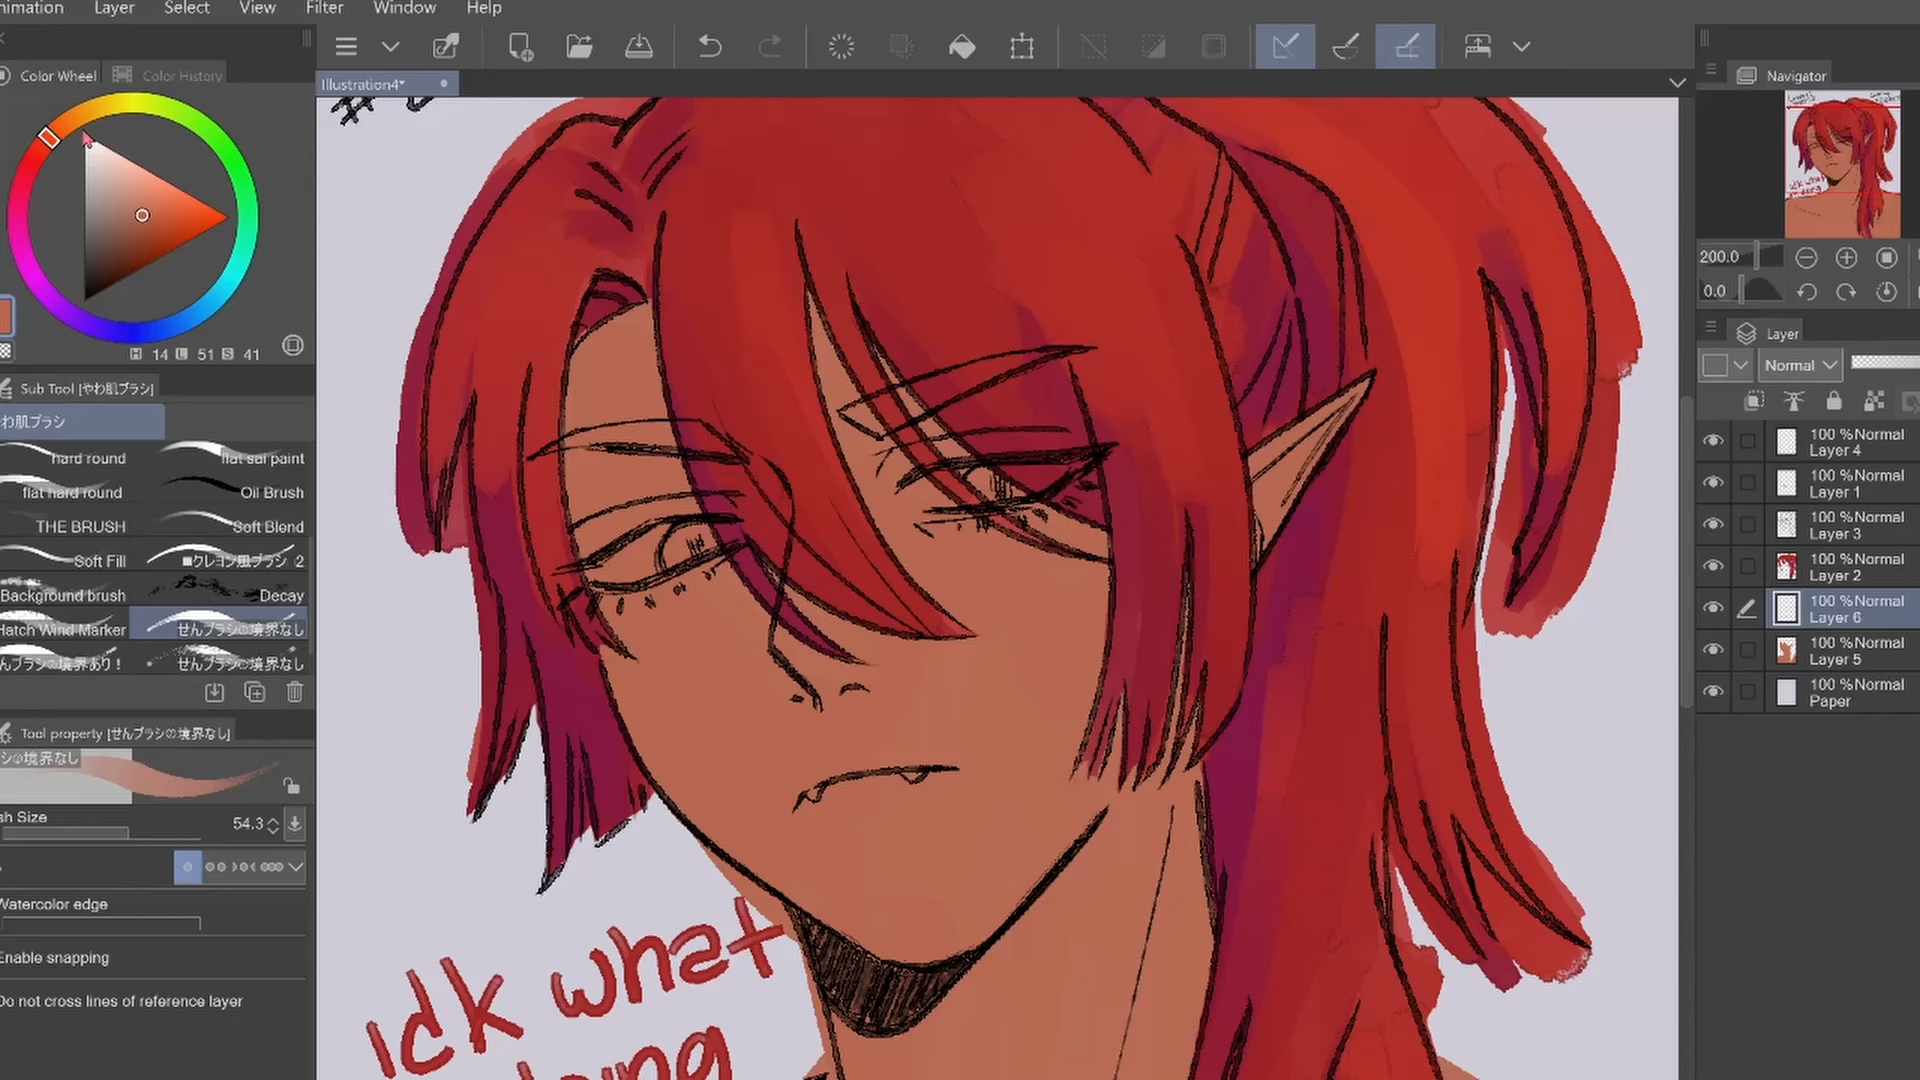 nimation Layer Select View Filter Window Help
Color Wheel Color History
Illustration4*
Navigator
200.0
0.0
H 14 L 51 S 41
Layer
Normal
Sub Tool [やわ肌ブラシ]
わ肌ブラシ
hard round flat sai paint
flat hard round Oil Brush
THE BRUSH Soft Blend
Soft Fill ■クレヨン風ブラシ 2
Background brush Decay
Hatch Wind Marker せんブラシの境界なし
んブラシの境界あり! せんブラシの境界なし
Tool property [せんブラシの境界なし]
シの境界なし
sh Size 54.3
Watercolor edge
Enable snapping
Do not cross lines of reference layer
100 %Normal
Layer 4
100 %Normal
Layer 1
100 %Normal
Layer 3
100 %Normal
Layer 2
100 %Normal
Layer 6
100 %Normal
Layer 5
100 %Normal
Paper
idk what
doing